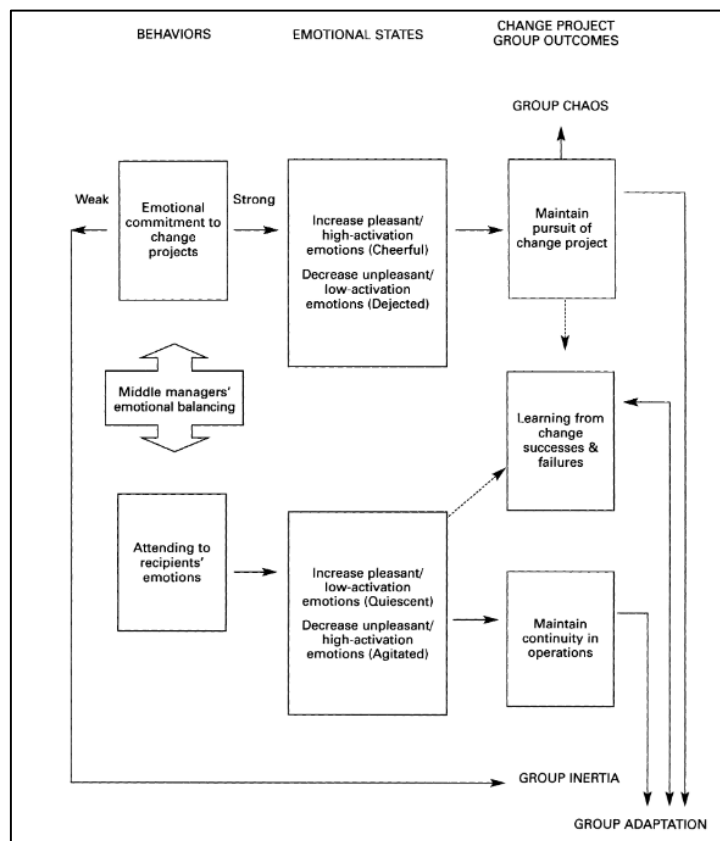 BEHAVIORS
EMOTIONAL STATES
CHANGE PROJECT
GROUP OUTCOMES
GROUP CHAOS
Weak
Emotional
commitment to
change
projects
Strong
Increase pleasant/
high-activation
emotions (Cheerful)
Decrease unpleasant/
low-activation
emotions (Dejected)
Maintain
pursuit of
change project
Middle managers'
emotional balancing
Learning from
change
successes &
failures
Attending to
recipients'
emotions
Increase pleasant/
low-activation
emotions (Quiescent)
Decrease unpleasant/
high-activation
emotions (Agitated)
Maintain
continuity in
operations
GROUP INERTIA
GROUP ADAPTATION